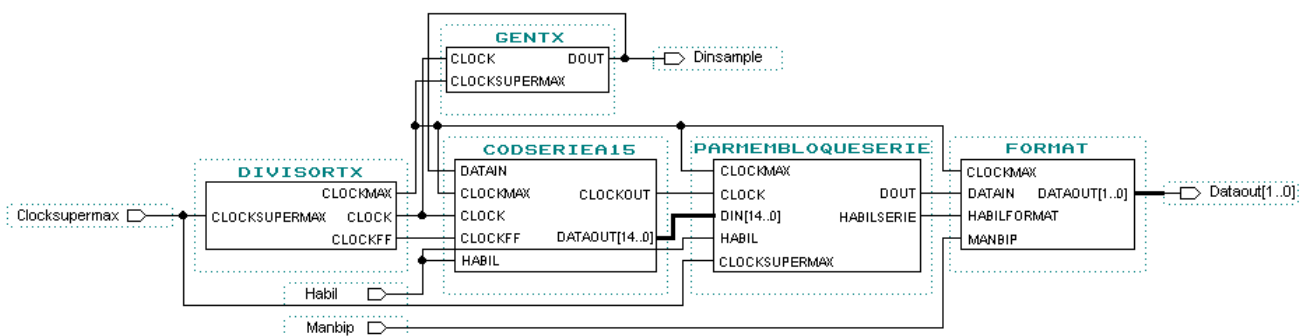 GENTX
CLOCK DOUT
CLOCKSUPERMAX
Dinsample
CODSERIEA15
DATAIN
CLOCKMAX CLOCKOUT
CLOCK
CLOCKFF DATAOUT[14..0]
HABIL
PARMEMBLOQUESERIE
CLOCKMAX
CLOCK DOUT
DIN[14..0] HABILSERIE
HABIL
CLOCKSUPERMAX
FORMAT
CLOCKMAX
DATAIN DATAOUT[1..0]
HABILFORMAT
MANBIP
Dataout[1..0]
DIVISORTX
CLOCKMAX
CLOCKSUPERMAX CLOCK
CLOCKFF
Clocksupermax
Habil
Manbip